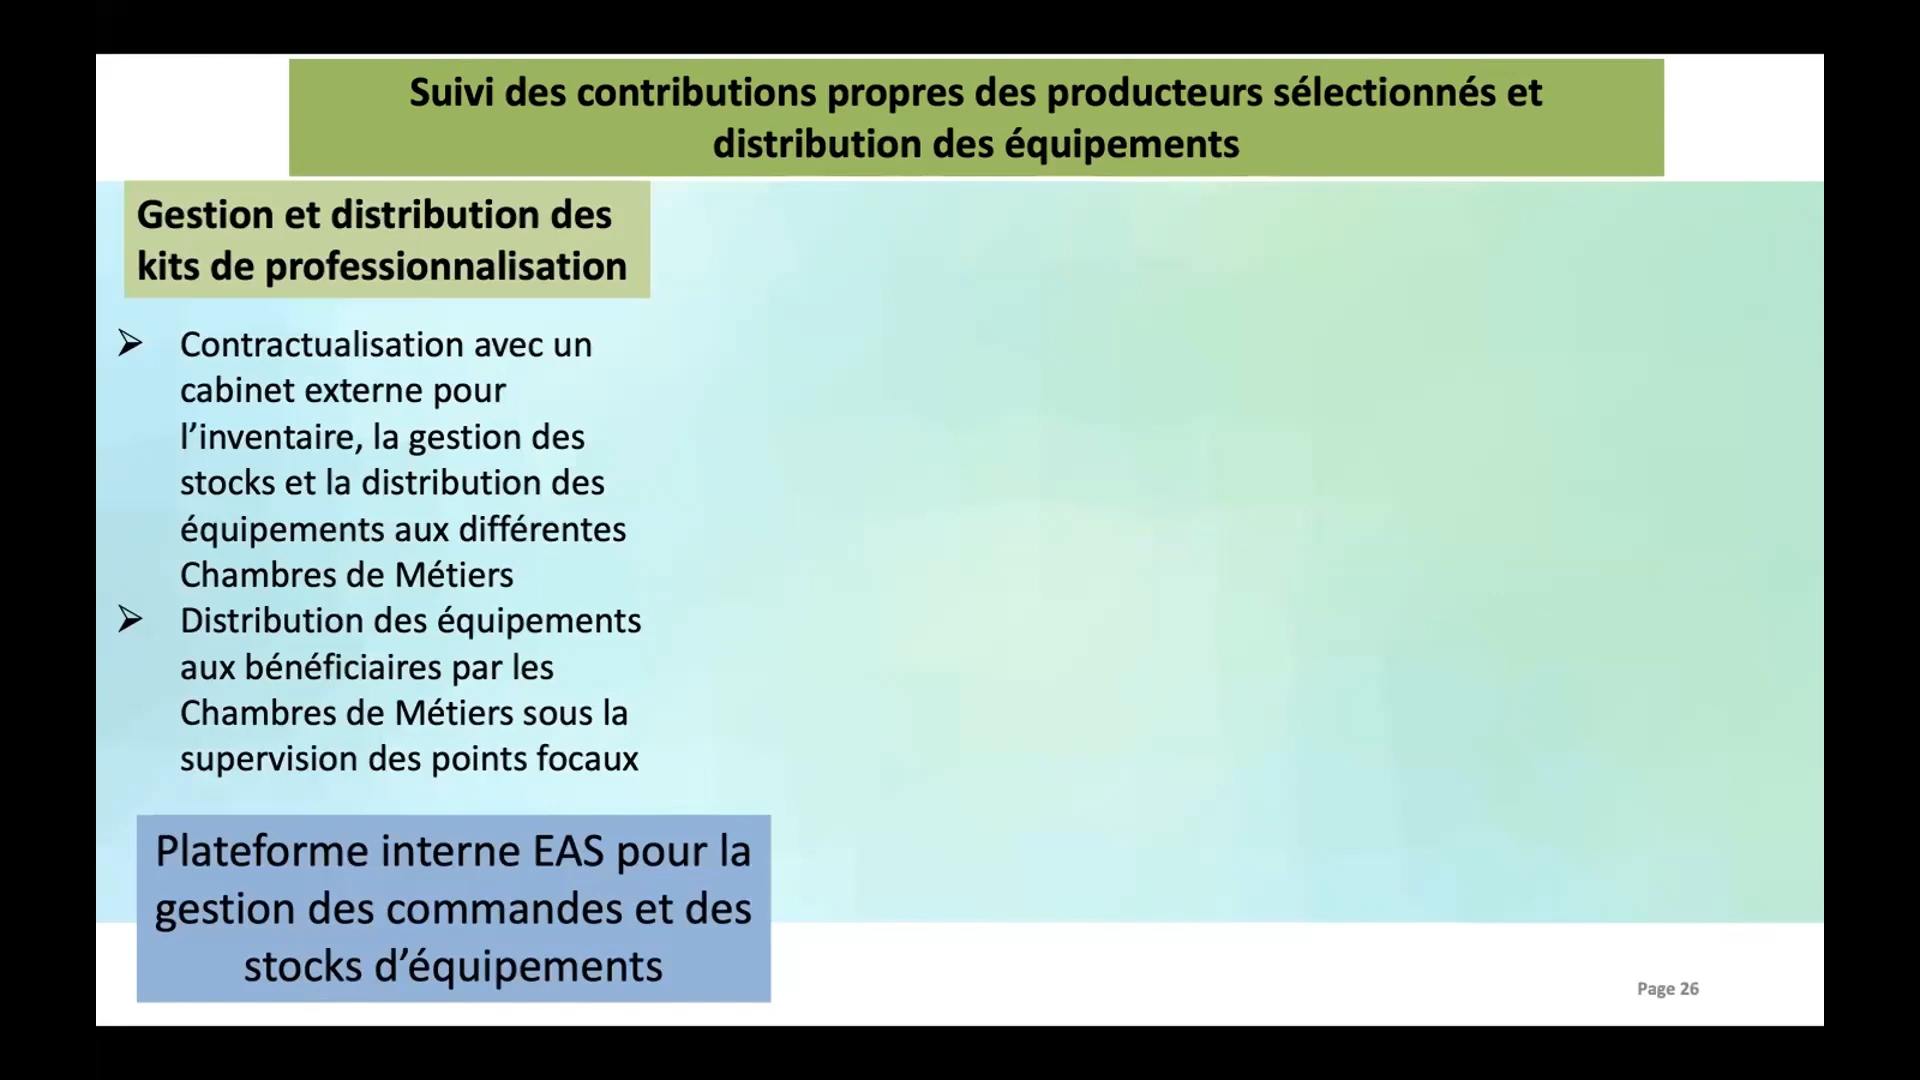 Suivi des contributions propres des producteurs sélectionnés et
distribution des équipements
Gestion et distribution des
kits de professionnalisation
➢ Contractualisation avec un
cabinet externe pour
l’inventaire, la gestion des
stocks et la distribution des
équipements aux différentes
Chambres de Métiers
➢ Distribution des équipements
aux bénéficiaires par les
Chambres de Métiers sous la
supervision des points focaux
Plateforme interne EAS pour la
gestion des commandes et des
stocks d’équipements
Page 26